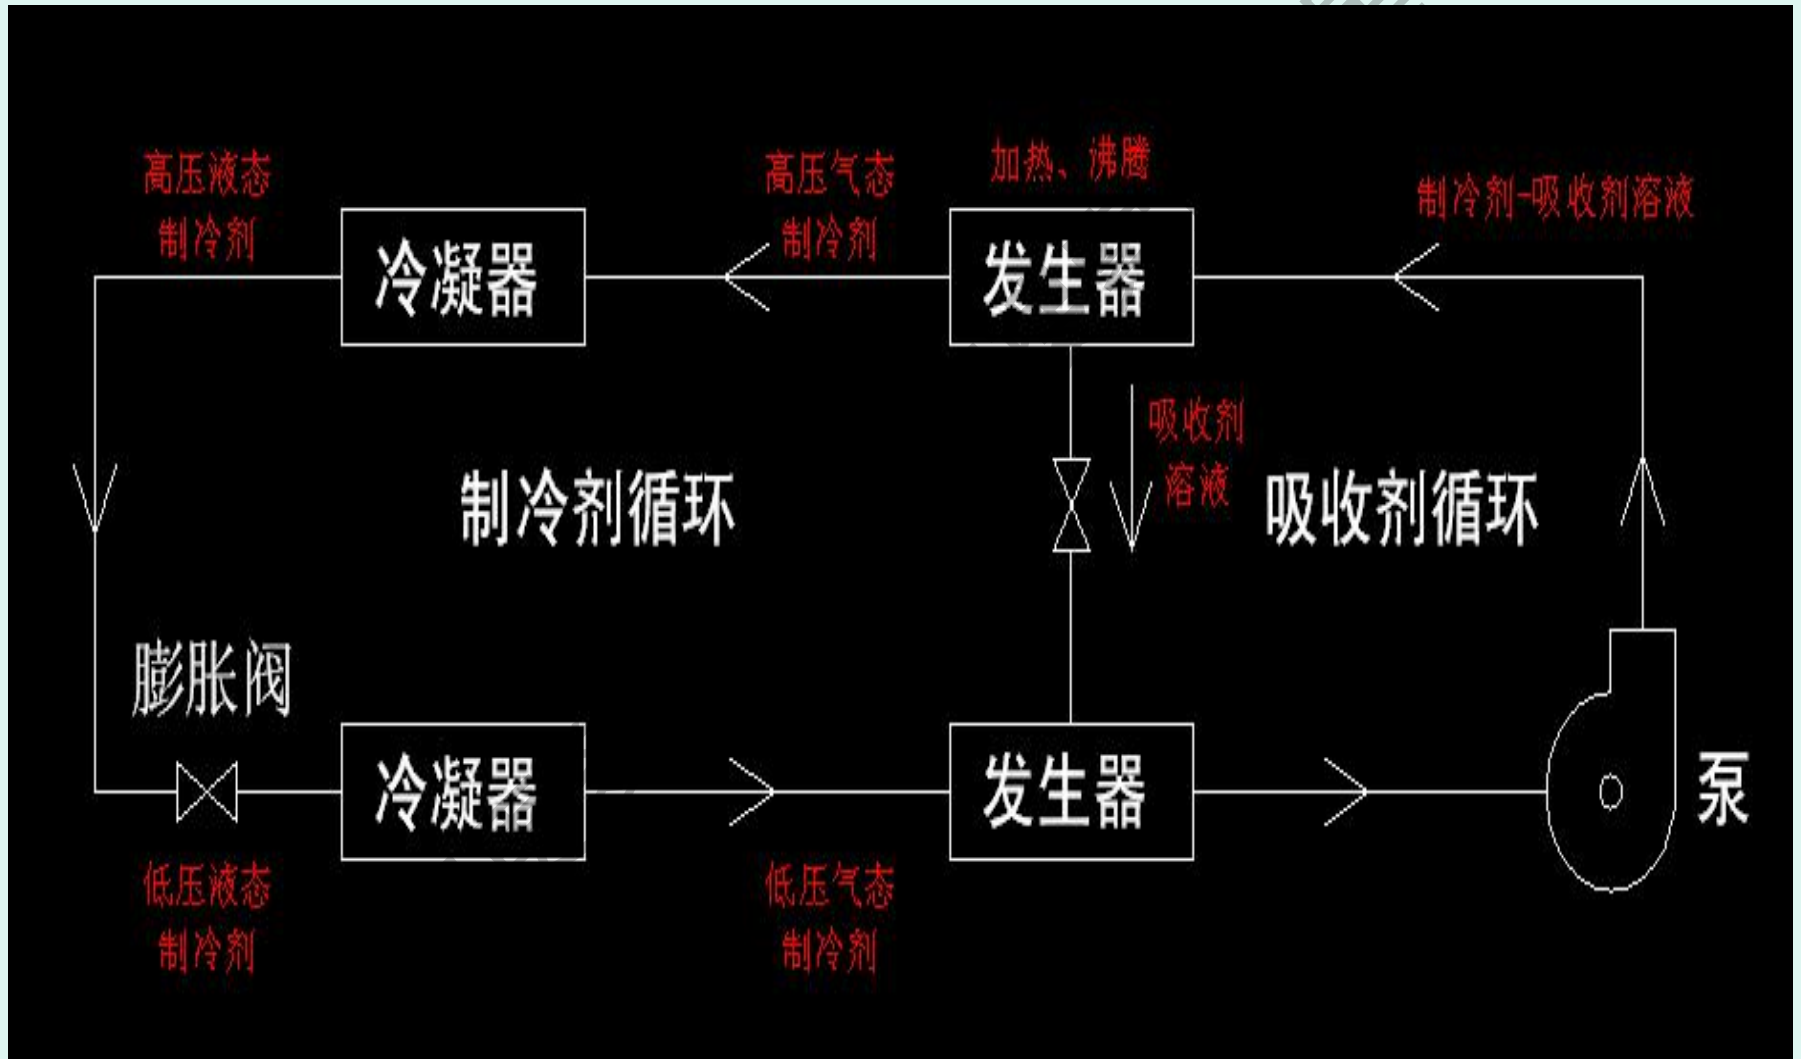 高压液态
制冷剂
冷凝器
高压气态
制冷剂
加热、沸腾
发生器
制冷剂-吸收剂溶液
吸收剂
溶液
制冷剂循环
吸收剂循环
膨胀阀
冷凝器
发生器
泵
低压液态
制冷剂
低压气态
制冷剂